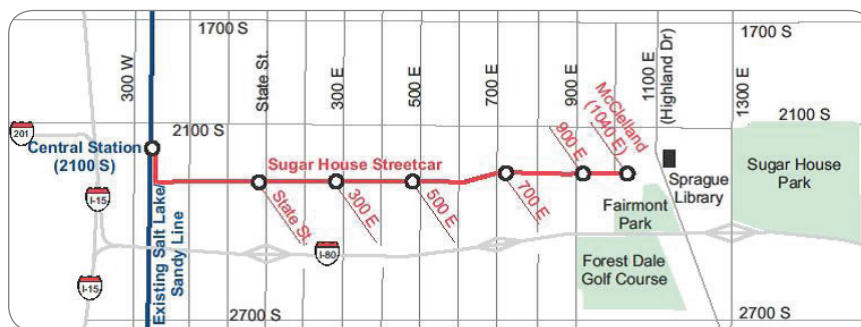 1700 S
1700 S
300 W
State St.
300 E
500 E
700 E
900 E
1100 E
(Highland Dr)
1300 E
2100 S
2100 S
201
Central Station
(2100 S)
Sugar House Streetcar
State St.
300 E
500 E
700 E
900 E
McClelland
(1040 E)
Sprague
Library
Sugar House
Park
Fairmont
Park
Forest Dale
Golf Course
I-15
I-15
I-80
Existing Salt Lake/
Sandy Line
2700 S
2700 S